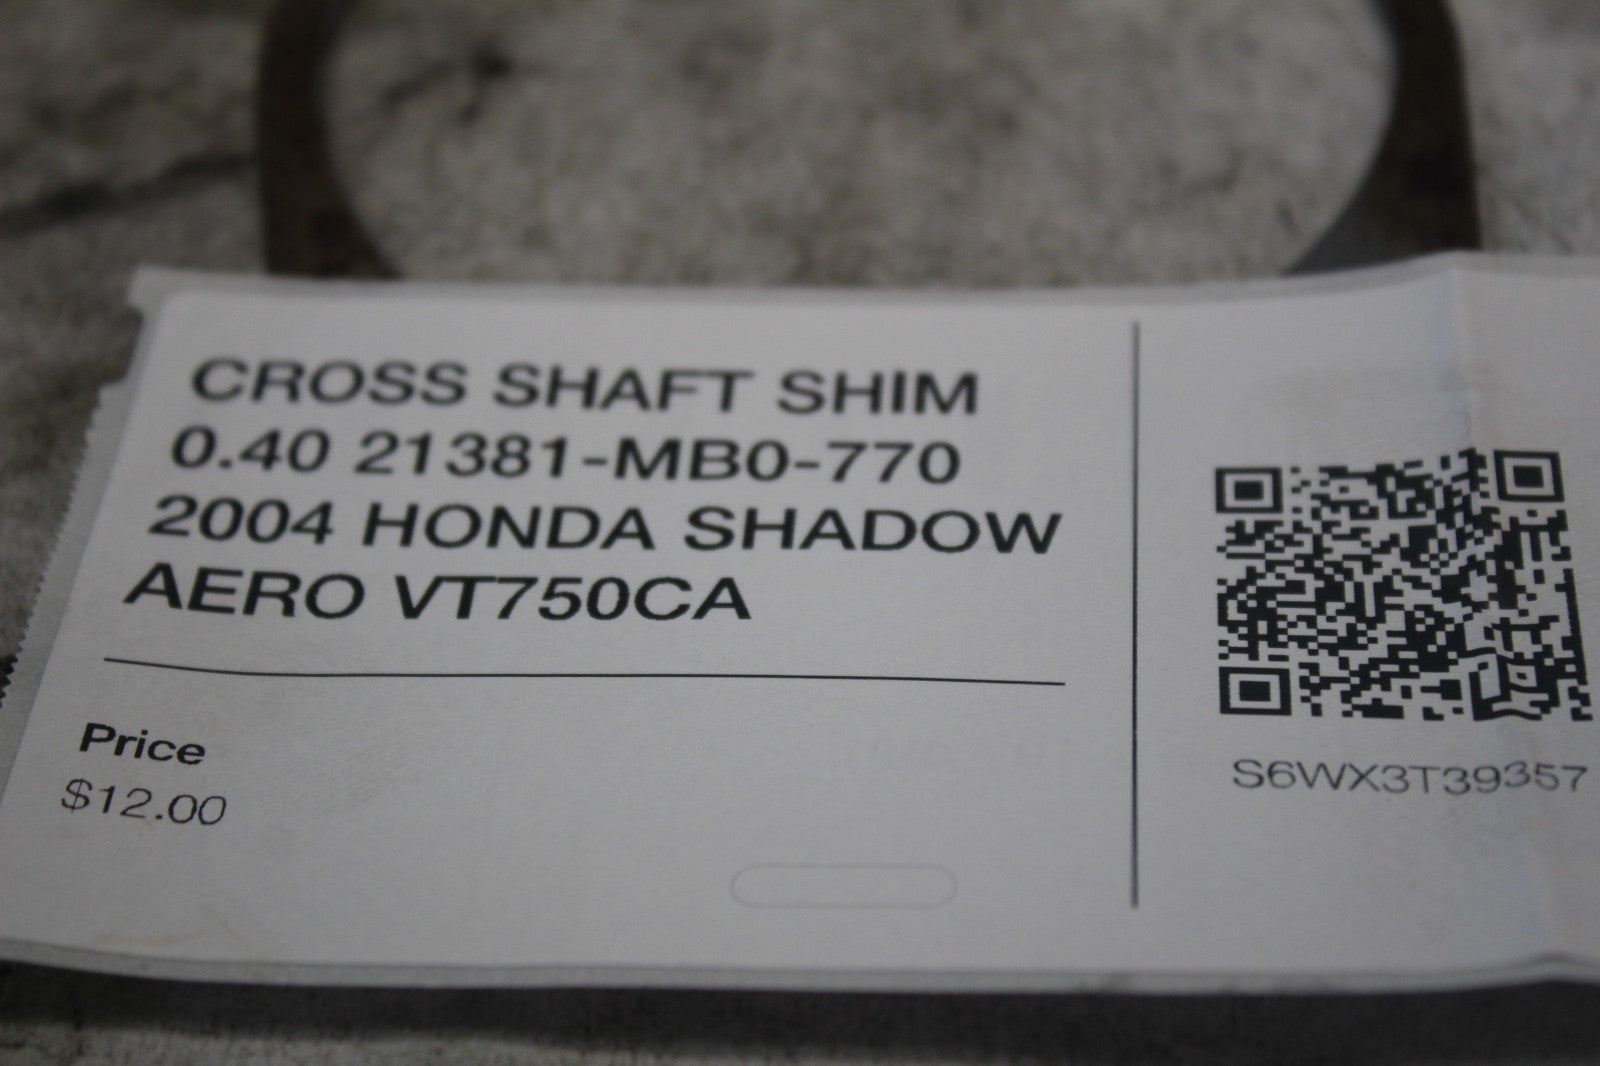 CROSS SHAFT SHIM
0.40 21381-MB0-770
2004 HONDA SHADOW
AERO VT750CA
Price
$12.00
S6WX3T39357